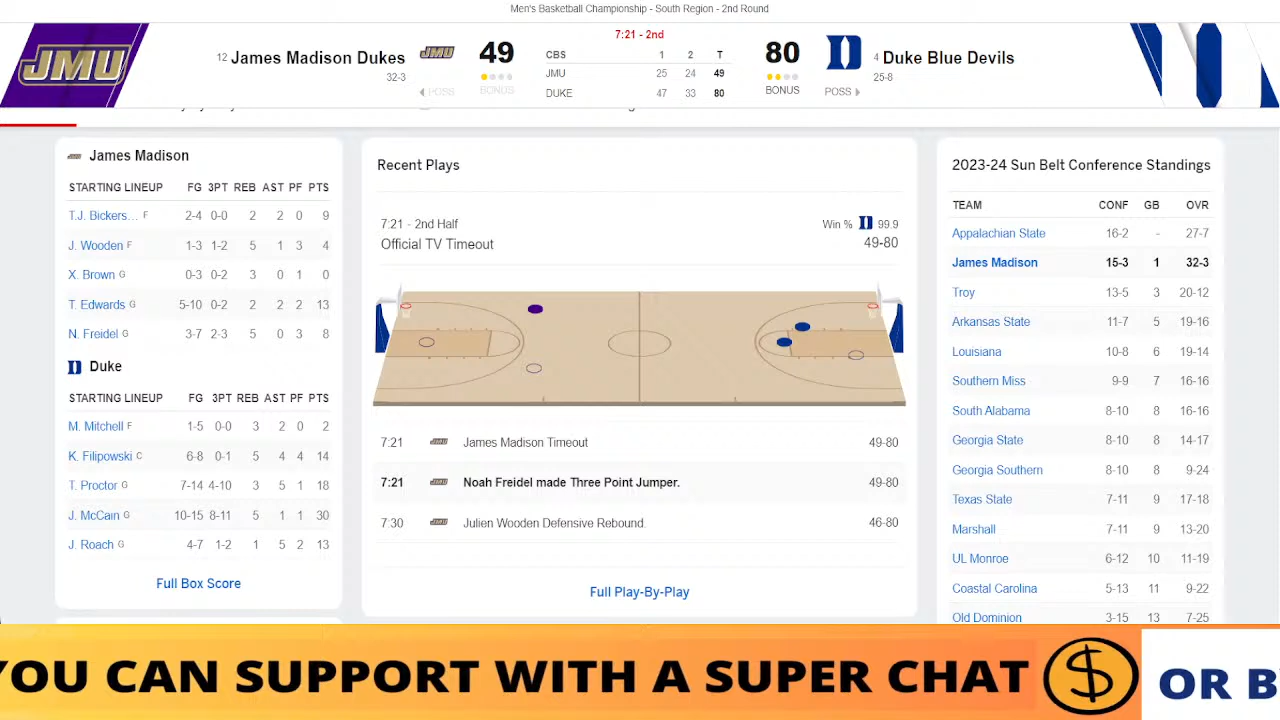 Men's Basketball Championship - South Region - 2nd Round
JMU
12 James Madison Dukes
32-3
JMU
49
POSS
BONUS
7:21 - 2nd
CBS 1 2 T
JMU 25 24 49
DUKE 47 33 80
80
BONUS
D
POSS
4 Duke Blue Devils
25-8
James Madison
STARTING LINEUP FG 3PT REB AST PF PTS
T.J. Bickers... F 2-4 0-0 2 2 0 9
J. Wooden F 1-3 1-2 5 1 3 4
X. Brown G 0-3 0-2 3 0 1 0
T. Edwards G 5-10 0-2 2 2 2 13
N. Freidel G 3-7 2-3 5 0 3 8
Duke
STARTING LINEUP FG 3PT REB AST PF PTS
M. Mitchell F 1-5 0-0 3 2 0 2
K. Filipowski C 6-8 0-1 5 4 4 14
T. Proctor G 7-14 4-10 3 5 1 18
J. McCain G 10-15 8-11 5 1 1 30
J. Roach G 4-7 1-2 1 5 2 13
Full Box Score
Recent Plays
7:21 - 2nd Half Win % 99.9
Official TV Timeout 49-80
7:21 JMU James Madison Timeout 49-80
7:21 JMU Noah Freidel made Three Point Jumper. 49-80
7:30 JMU Julien Wooden Defensive Rebound. 46-80
Full Play-By-Play
2023-24 Sun Belt Conference Standings
TEAM CONF GB OVR
Appalachian State 16-2 - 27-7
James Madison 15-3 1 32-3
Troy 13-5 3 20-12
Arkansas State 11-7 5 19-16
Louisiana 10-8 6 19-14
Southern Miss 9-9 7 16-16
South Alabama 8-10 8 16-16
Georgia State 8-10 8 14-17
Georgia Southern 8-10 8 9-24
Texas State 7-11 9 17-18
Marshall 7-11 9 13-20
UL Monroe 6-12 10 11-19
Coastal Carolina 5-13 11 9-22
Old Dominion 3-15 13 7-25
YOU CAN SUPPORT WITH A SUPER CHAT $ OR B